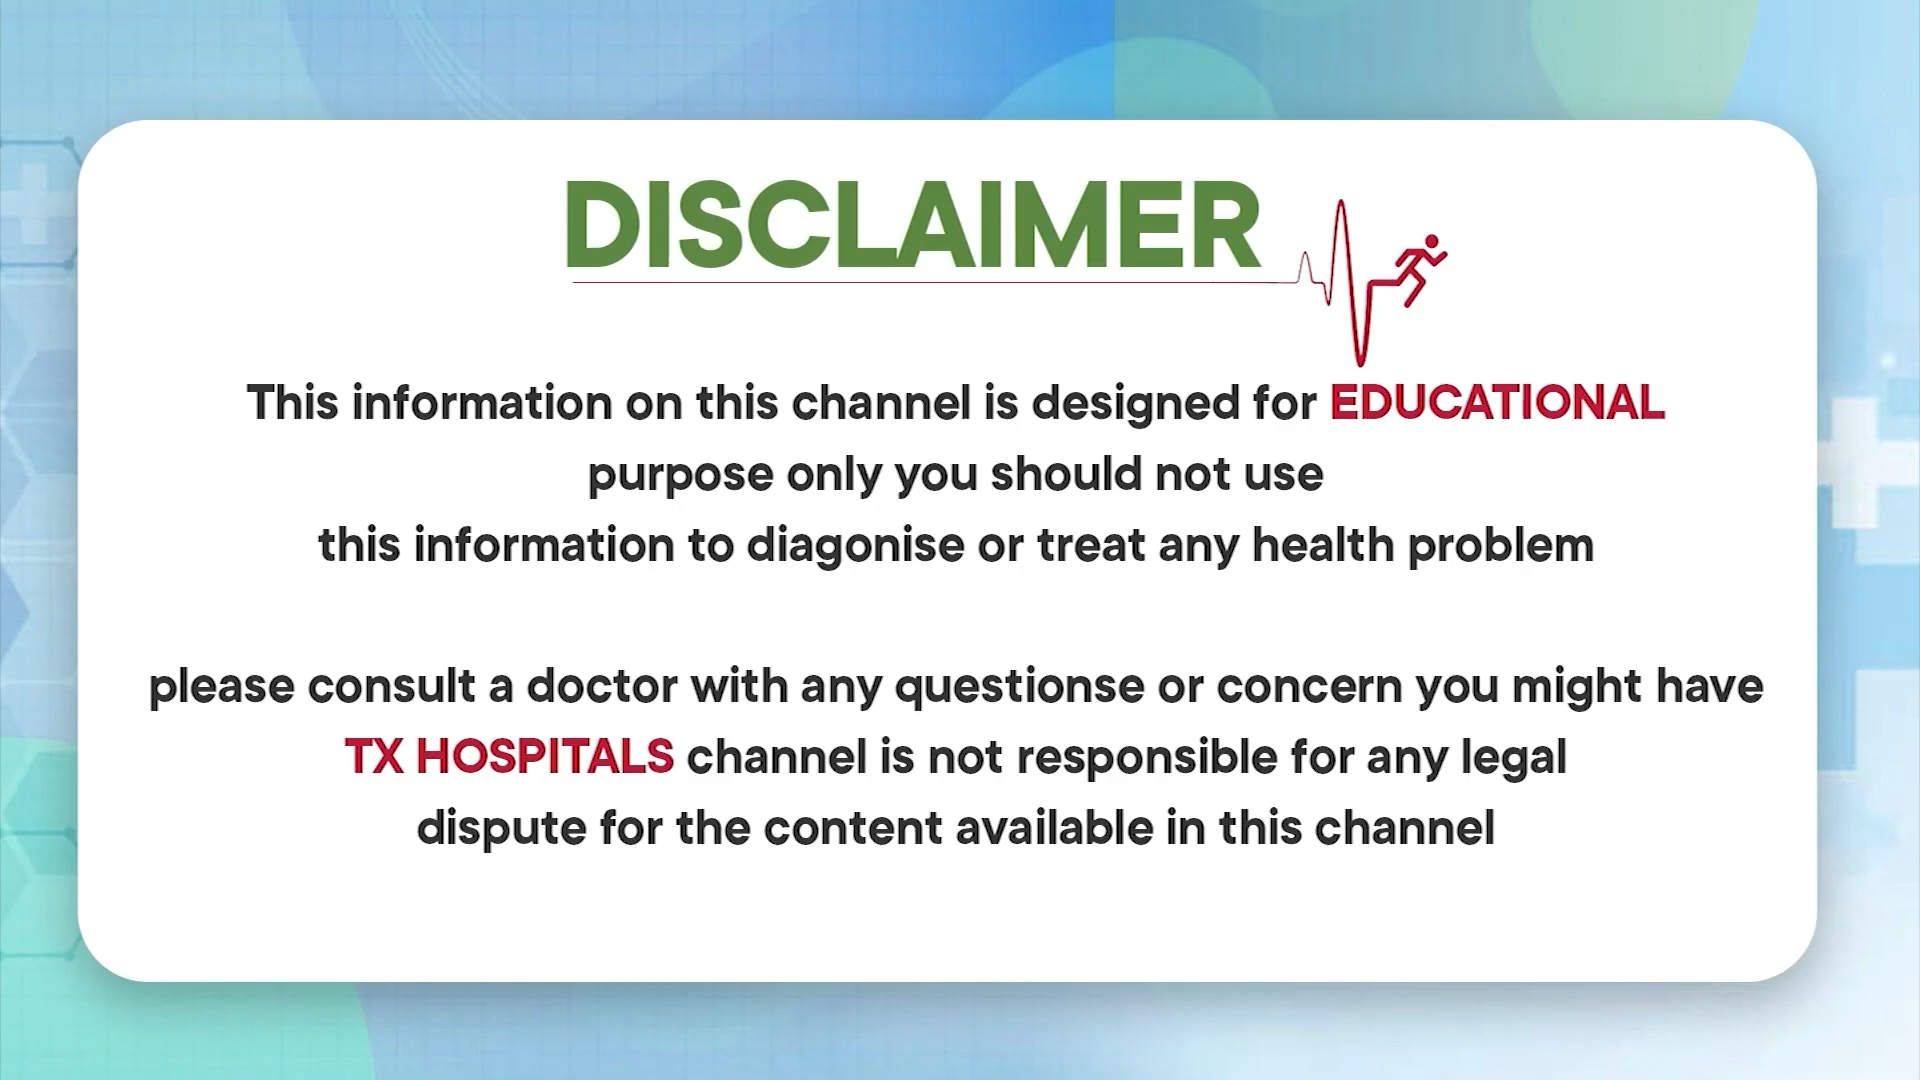 DISCLAIMER
This information on this channel is designed for EDUCATIONAL
purpose only you should not use
this information to diagonise or treat any health problem
please consult a doctor with any questionse or concern you might have
TX HOSPITALS channel is not responsible for any legal
dispute for the content available in this channel